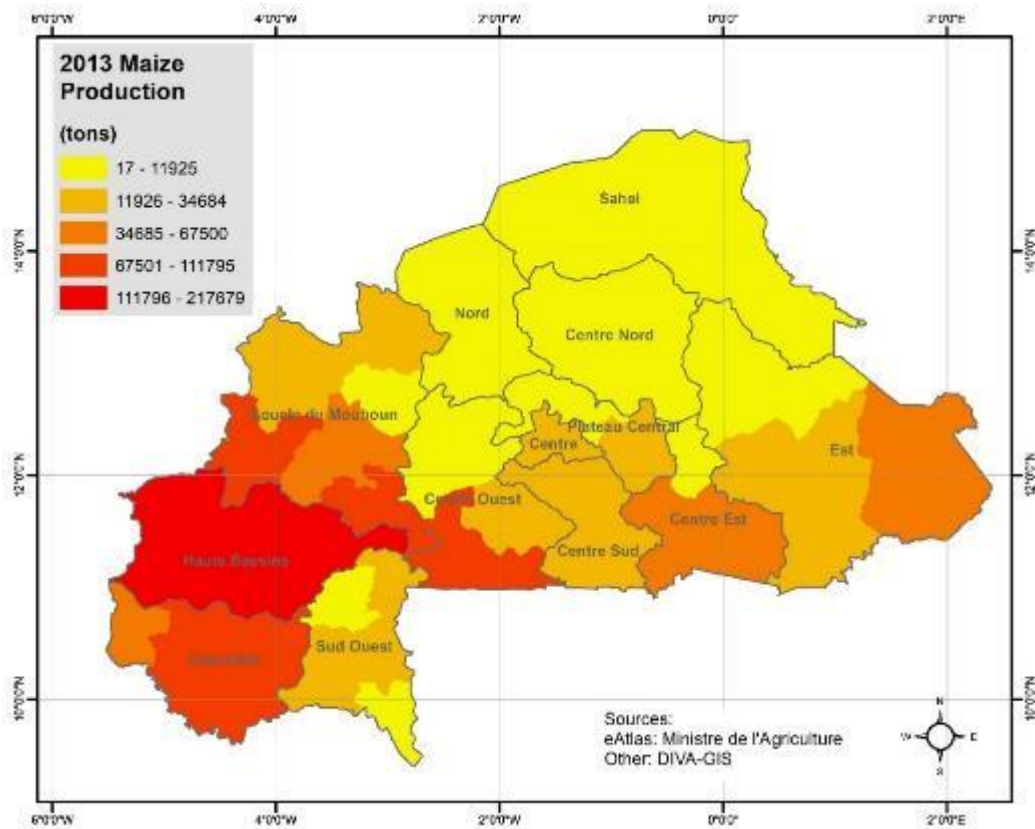 6°0'0"W 4°0'0"W 2°0'0"W 0°0'0" 2°0'0"E
2013 Maize
Production
(tons)
17 - 11925
11926 - 34684
34685 - 67500
67501 - 111795
111796 - 217679
Sahel
14°0'0"N 14°0'0"N
Nord
Centre Nord
Boucle du Mouhoun
Plateau Central
Centre
Est
12°0'0"N 12°0'0"N
Centre Ouest
Centre Est
Centre Sud
Hauts Bassins
Sud Ouest
10°0'0"N 10°0'0"N
Sources:
eAtlas: Ministre de l'Agriculture
Other: DIVA-GIS
N
W E
S
6°0'0"W 4°0'0"W 2°0'0"W 0°0'0" 2°0'0"E